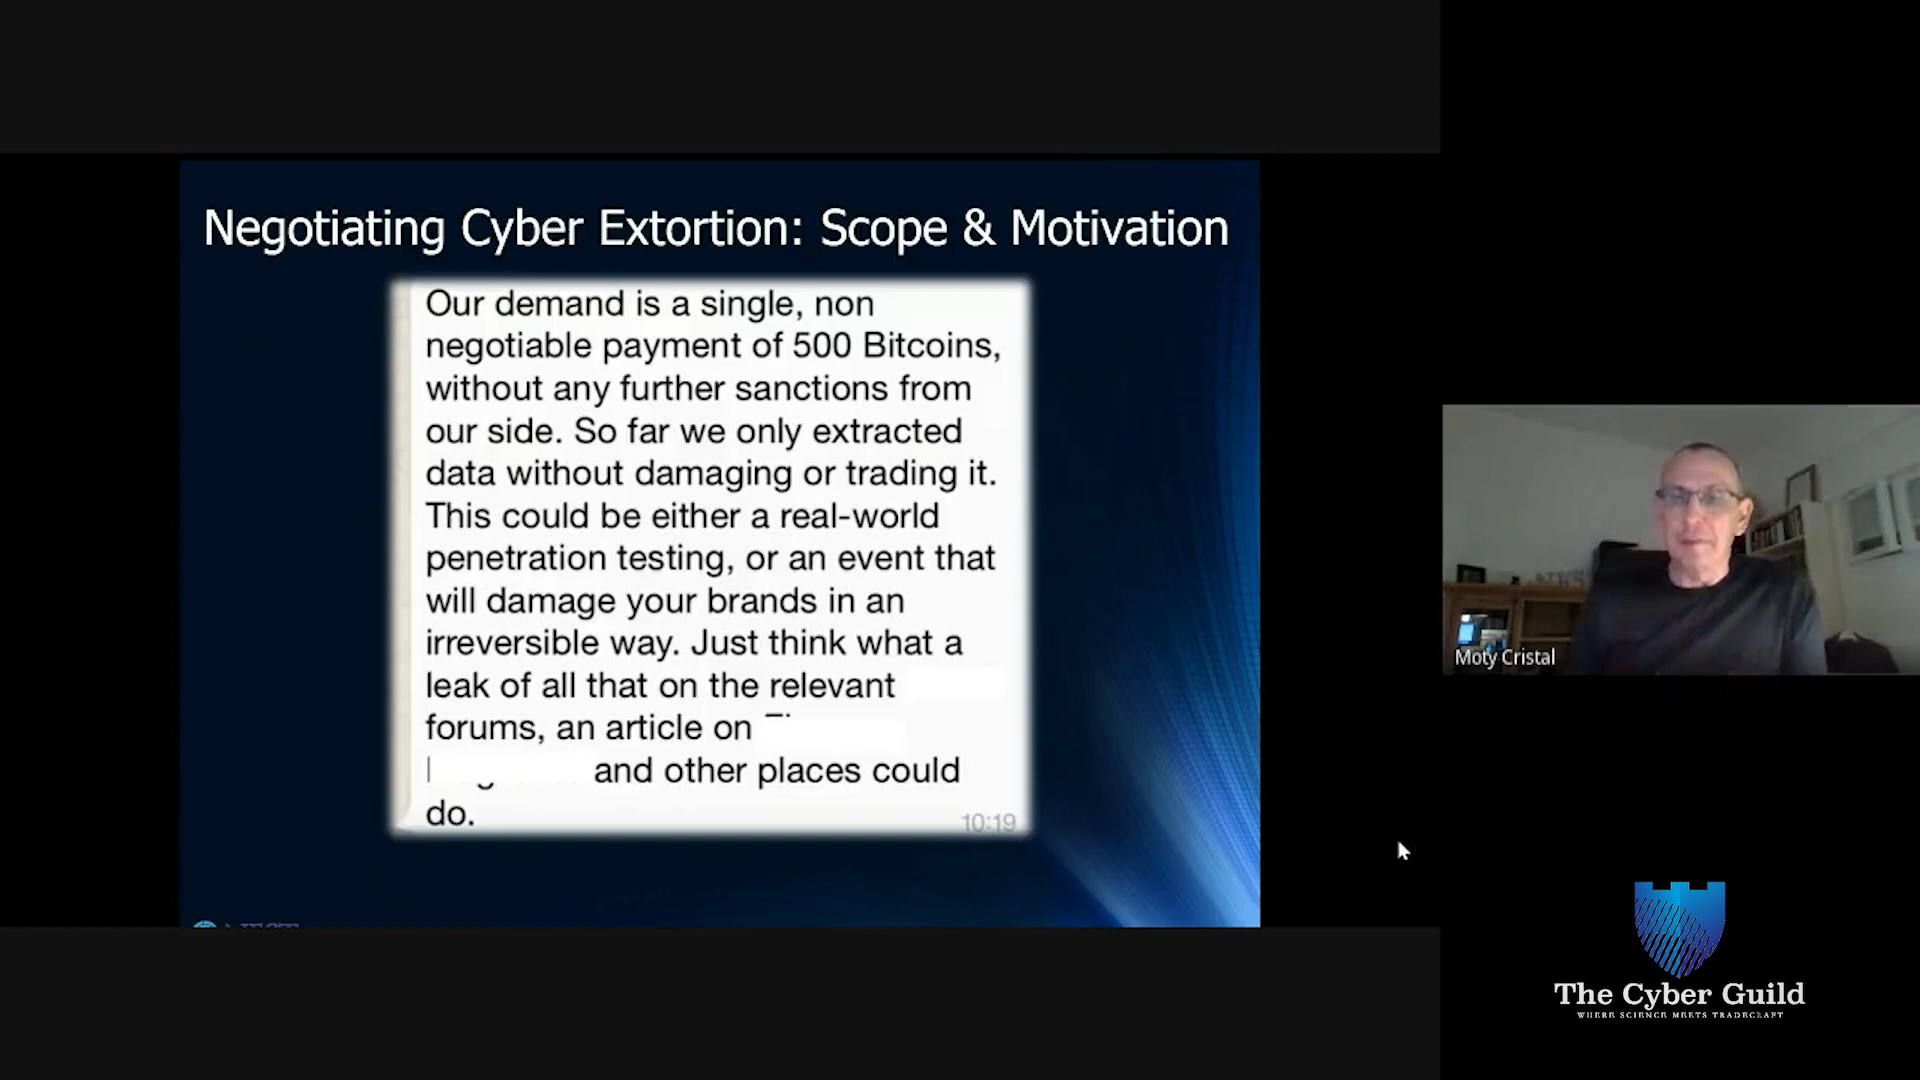 Negotiating Cyber Extortion: Scope & Motivation
Our demand is a single, non
negotiable payment of 500 Bitcoins,
without any further sanctions from
our side. So far we only extracted
data without damaging or trading it.
This could be either a real-world
penetration testing, or an event that
will damage your brands in an
irreversible way. Just think what a
leak of all that on the relevant
forums, an article on
and other places could
do.
10:19
Moty Cristal
The Cyber Guild
WHERE SCIENCE MEETS TRADECRAFT